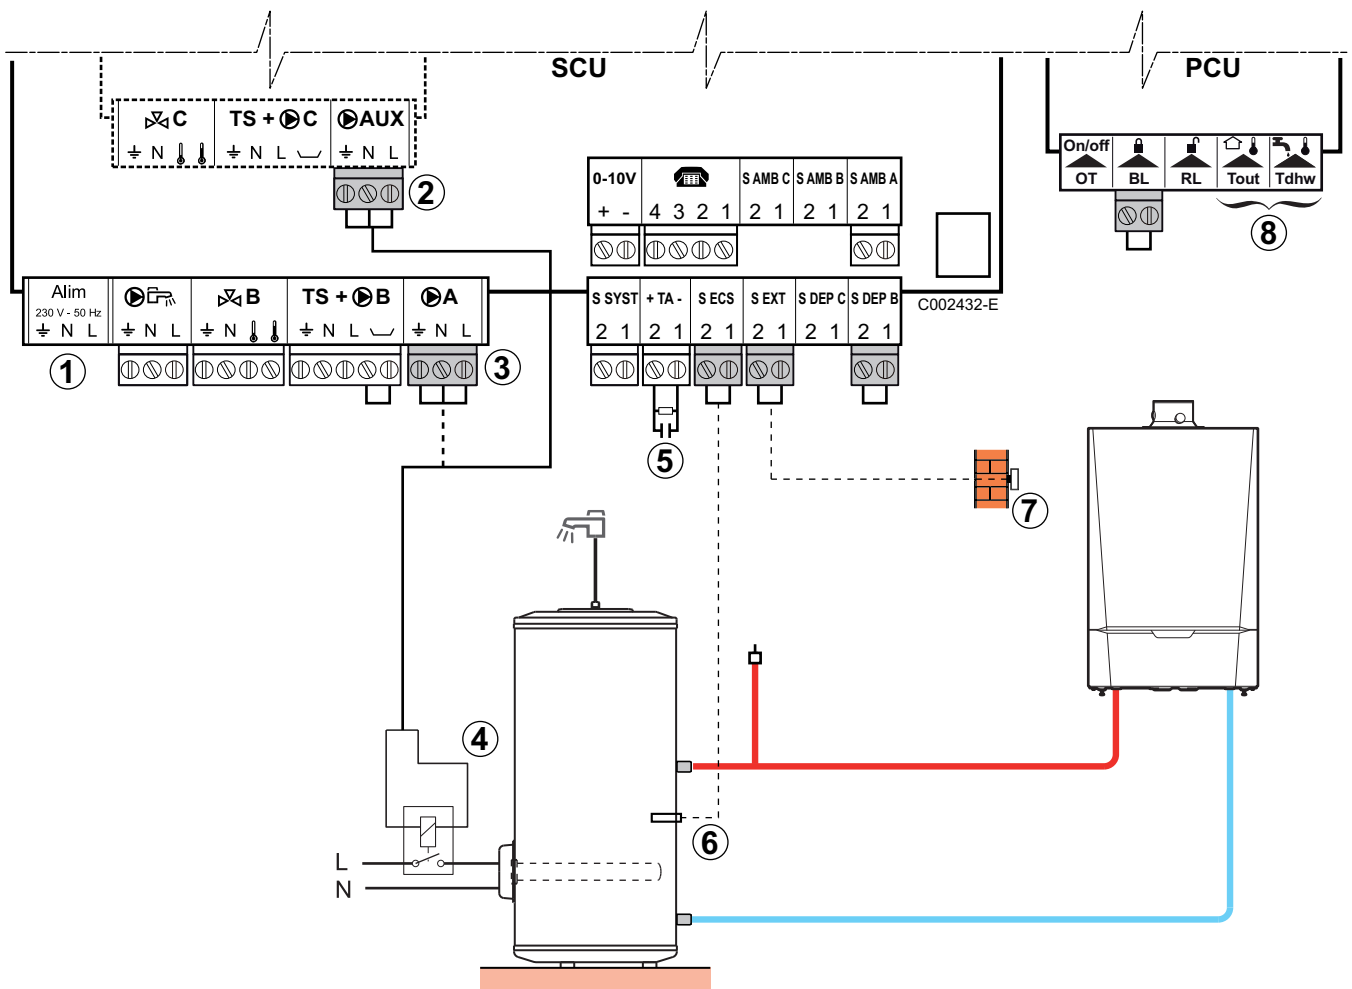 SCU
PCU
C
TS + C
AUX
N
N L
N L
2
0-10V
S AMB C
S AMB B
S AMB A
+ -
4 3 2 1
2 1
2 1
2 1
On/off
OT
BL
RL
Tout
Tdhw
8
C002432-E
Alim
230 V - 50 Hz
N L
N L
B
N
TS + B
N L
A
N L
1
3
S SYST
+ TA -
S ECS
S EXT
S DEP C
S DEP B
2 1
2 1
2 1
2 1
2 1
2 1
5
7
4
6
L
N